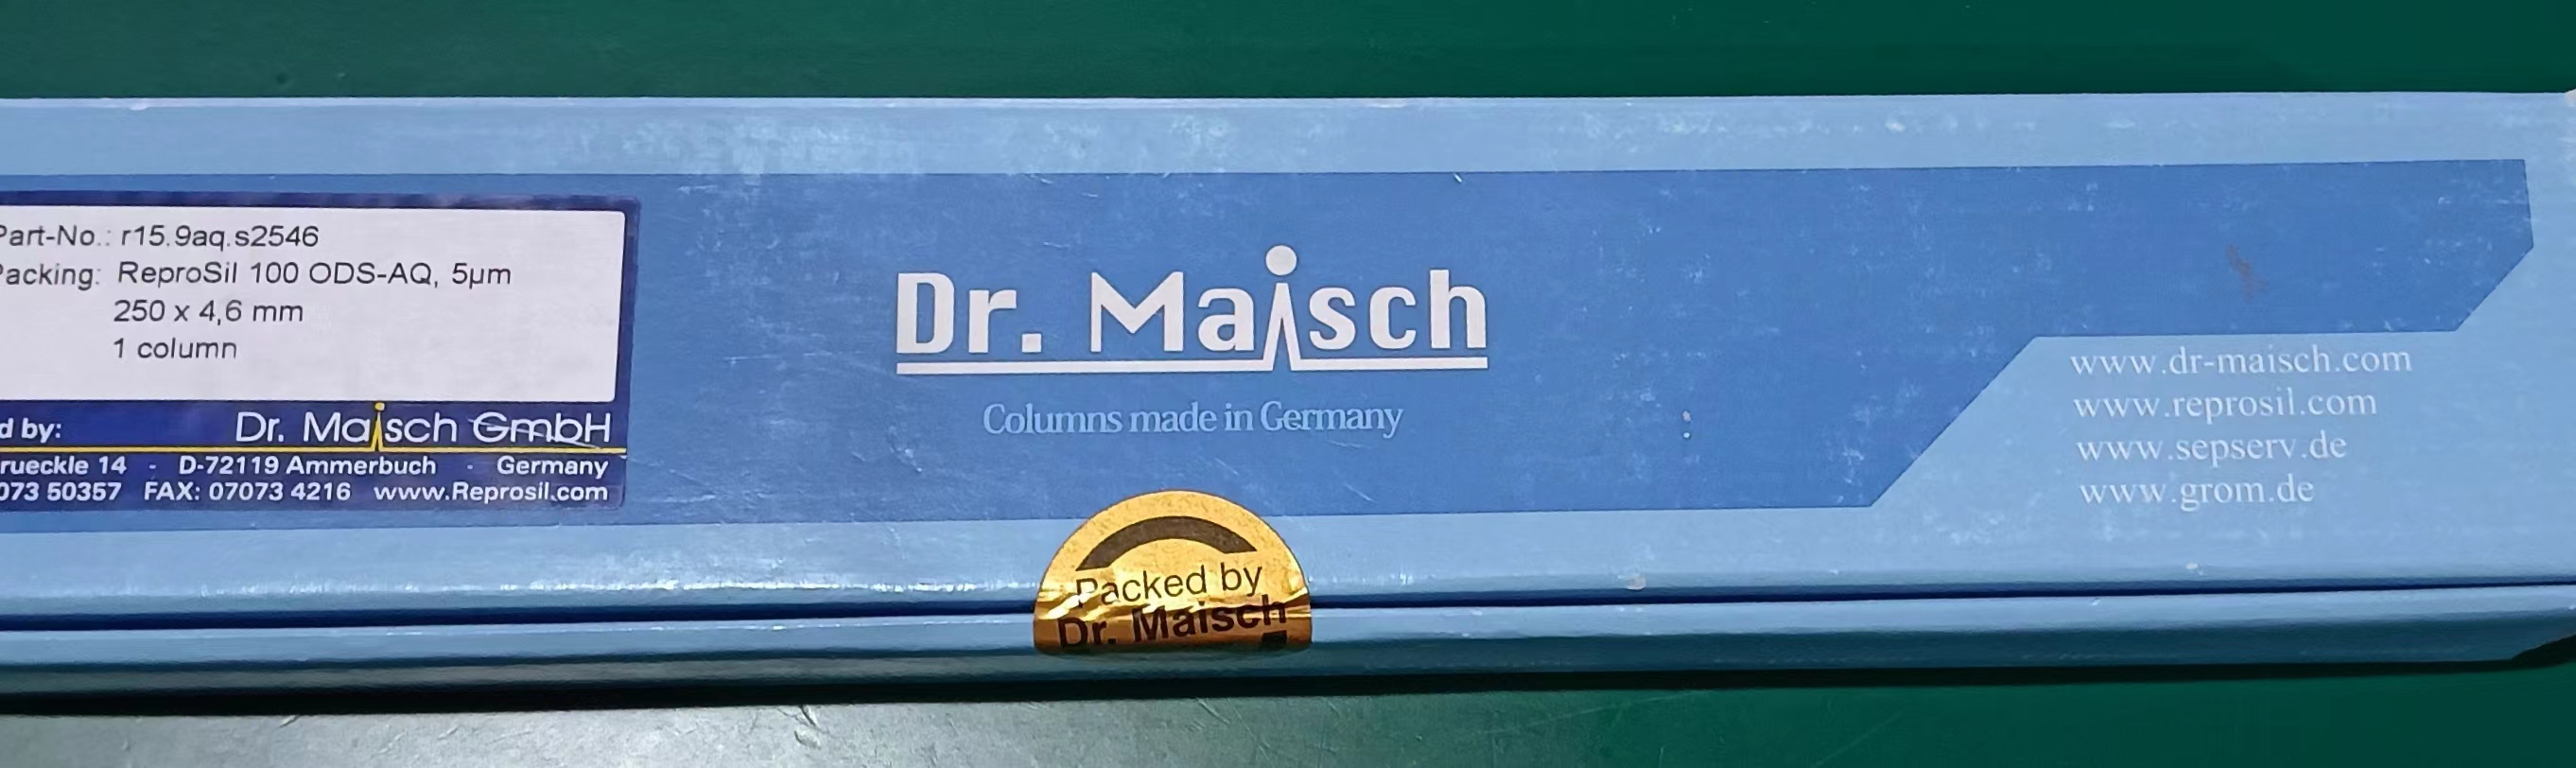 Part-No.: r15.9aq.s2546
Packing: ReproSil 100 ODS-AQ, 5µm
250 x 4,6 mm
1 column
by:
Dr. Maisch GmbH
14 - D-72119 Ammerbuch - Germany
50357 FAX: 07073 4216 www.Reprosil.com
Dr. Maisch
Columns made in Germany
Packed by
Dr. Maisch
www.dr-maisch.com
www.reprosil.com
www.sepserv.de
www.grom.de